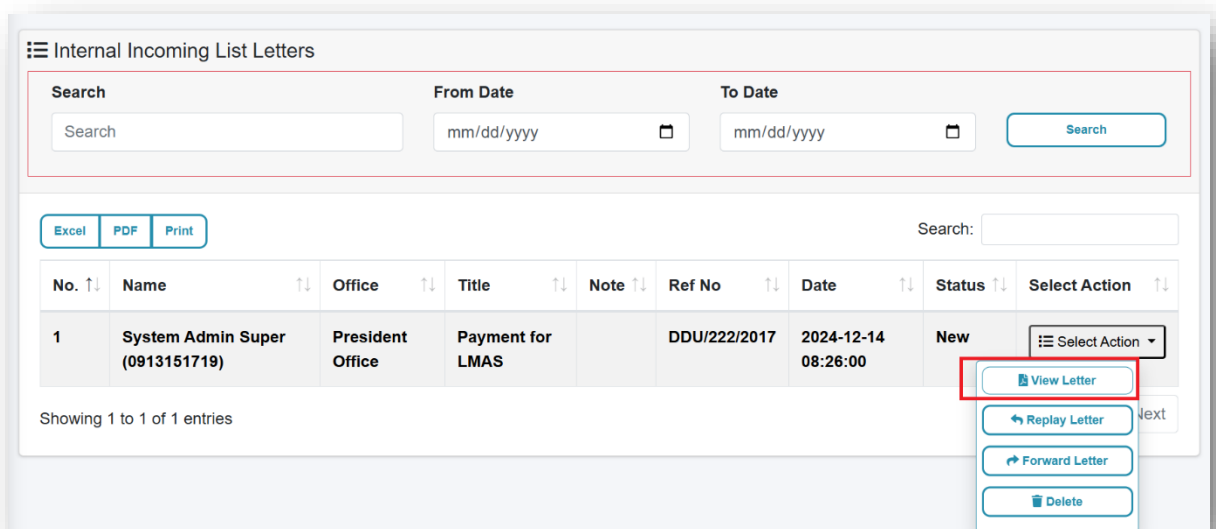 Internal Incoming List Letters
Search From Date To Date
Search mm/dd/yyyy mm/dd/yyyy Search
Excel PDF Print Search:
No. Name Office Title Note Ref No Date Status Select Action
1 System Admin Super President Payment for DDU/222/2017 2024-12-14 New Select Action
(0913151719) Office LMAS 08:26:00
View Letter
Showing 1 to 1 of 1 entries Replay Letter
Forward Letter
Delete